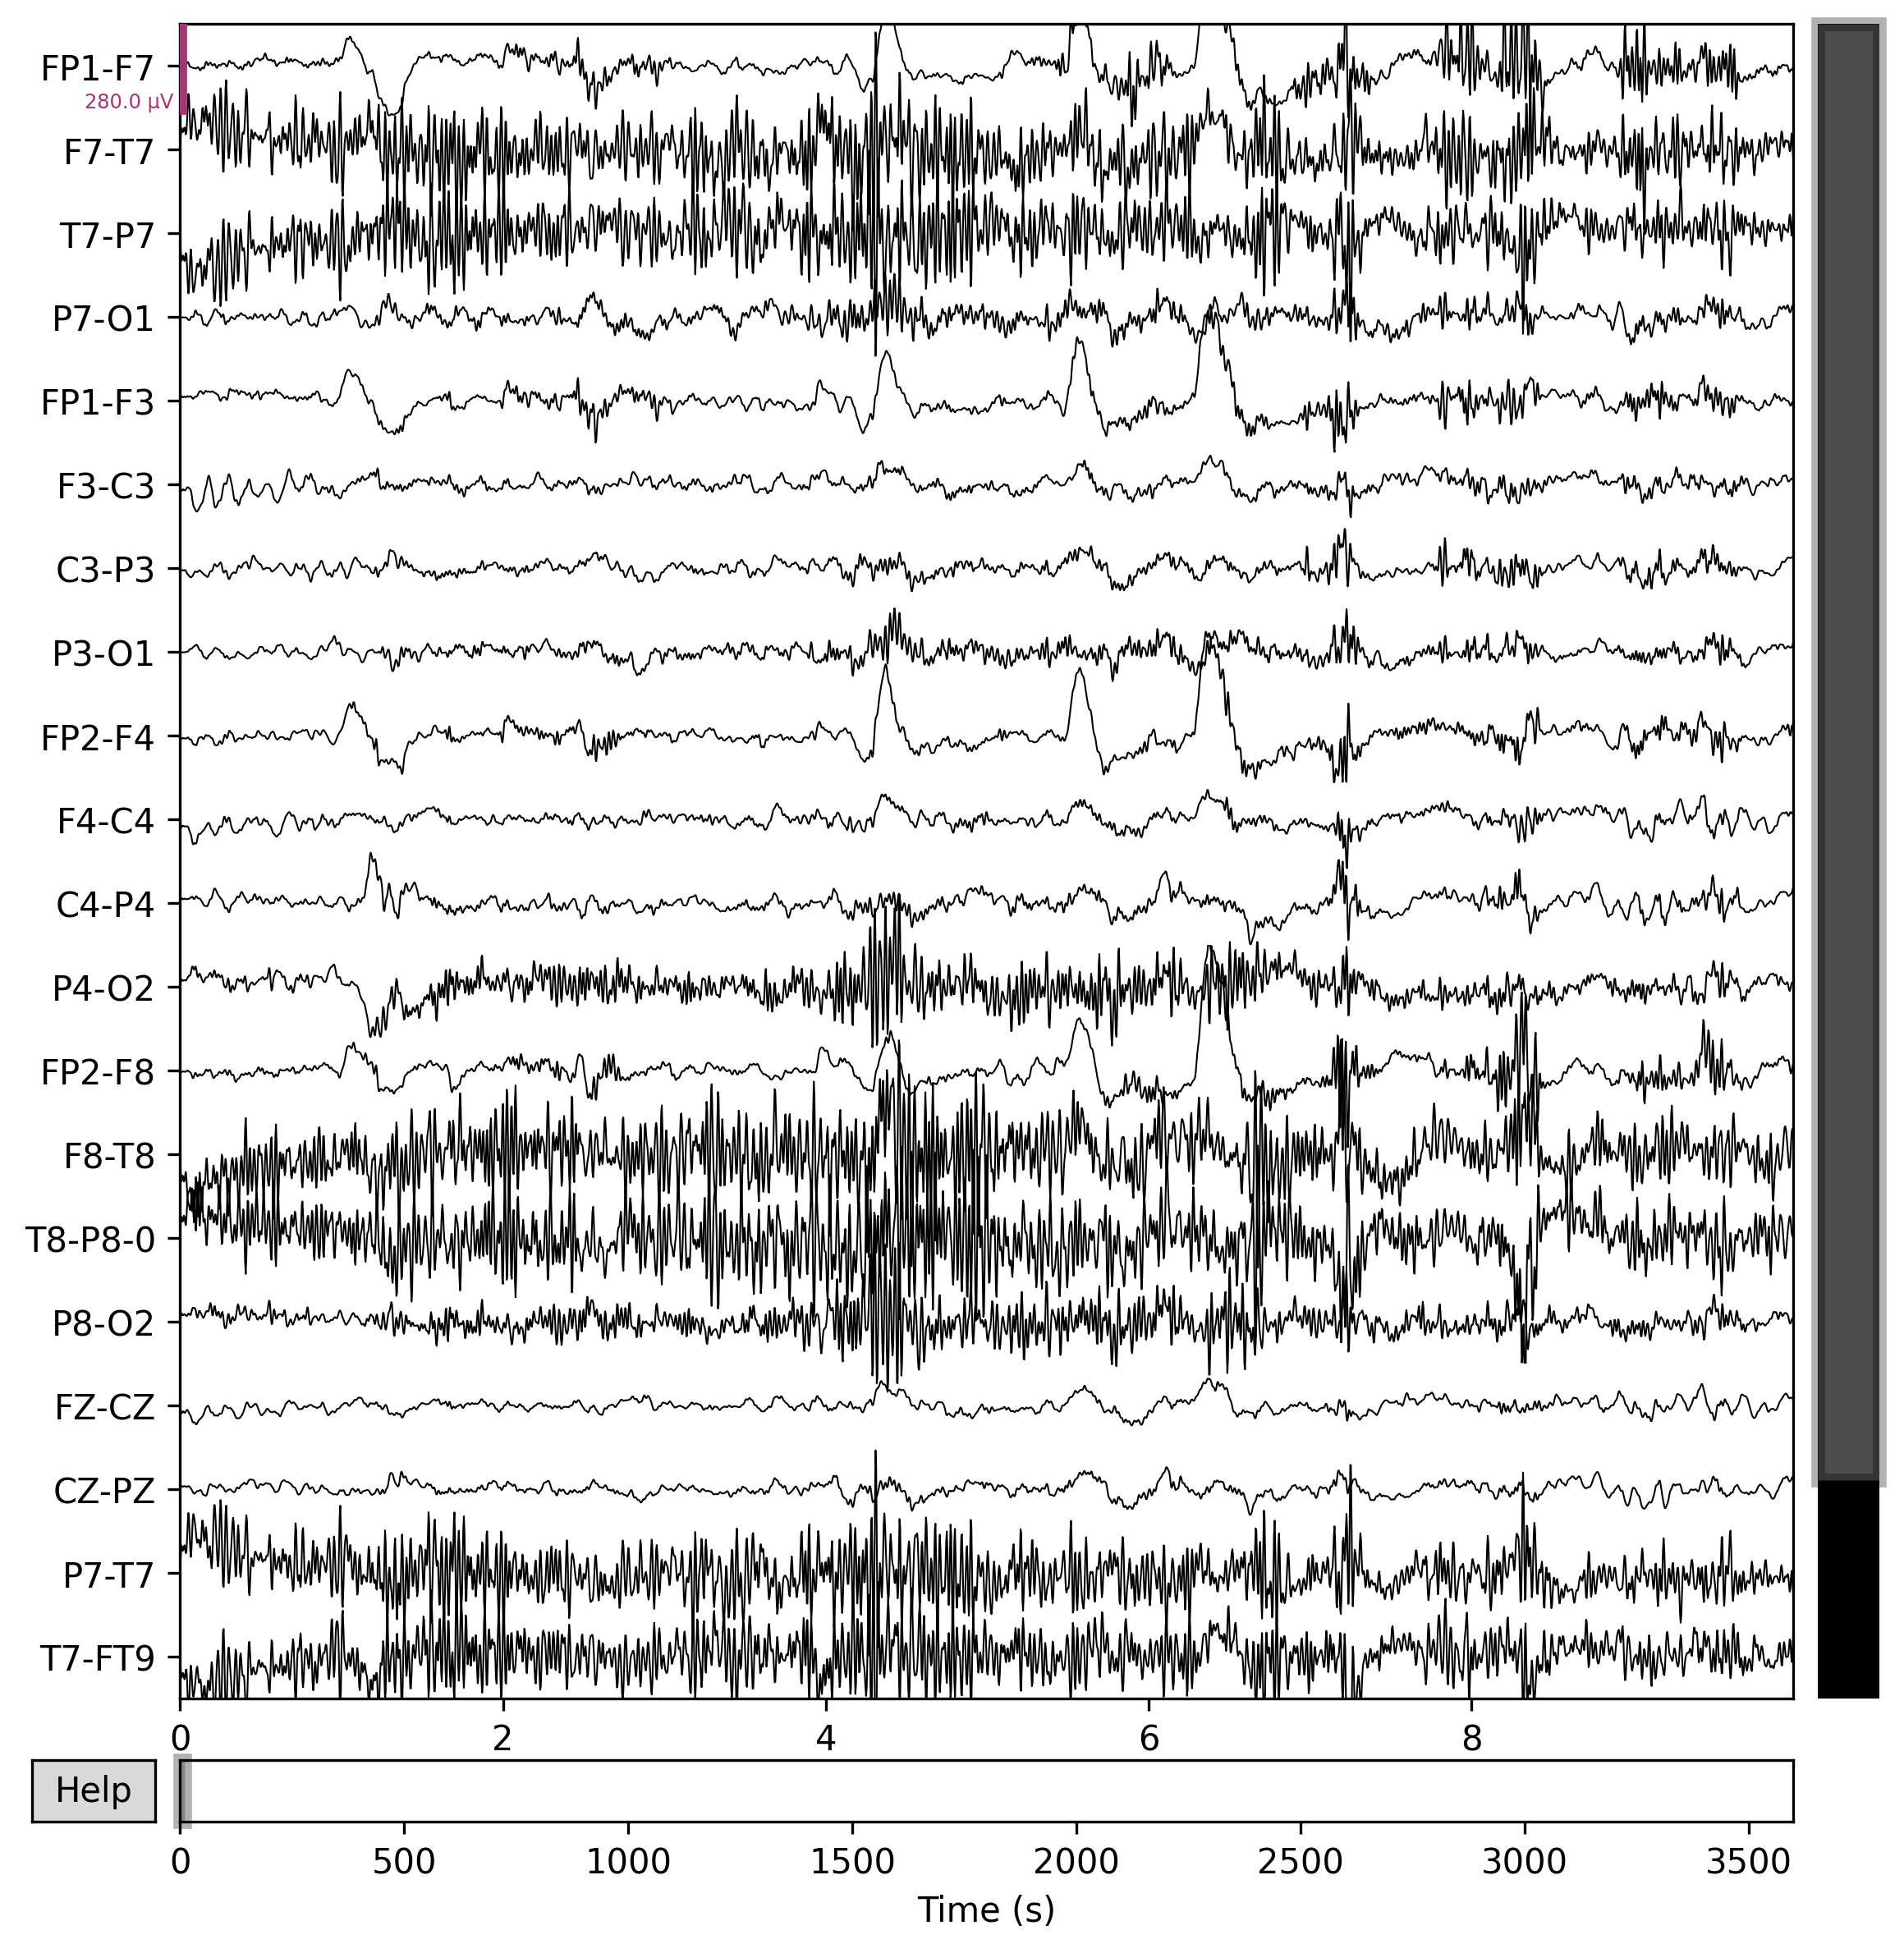 FP1-F7
280.0 µV
F7-T7
T7-P7
P7-O1
FP1-F3
F3-C3
C3-P3
P3-O1
FP2-F4
F4-C4
C4-P4
P4-O2
FP2-F8
F8-T8
T8-P8-0
P8-O2
FZ-CZ
CZ-PZ
P7-T7
T7-FT9
0 2 4 6 8
Help
0 500 1000 1500 2000 2500 3000 3500
Time (s)